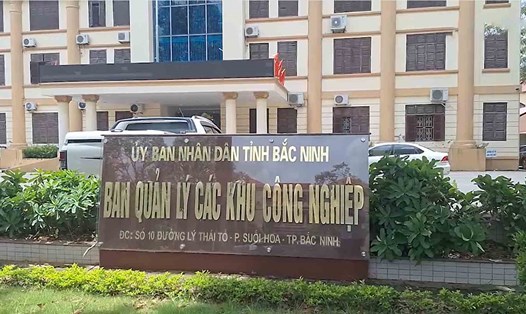 ỦY BAN NHÂN DÂN TỈNH BẮC NINH
BAN QUẢN LÝ CÁC KHU CÔNG NGHIỆP
ĐC: SỐ 10 ĐƯỜNG LÝ THÁI TỔ - P. SUỐI HOA - TP. BẮC NINH